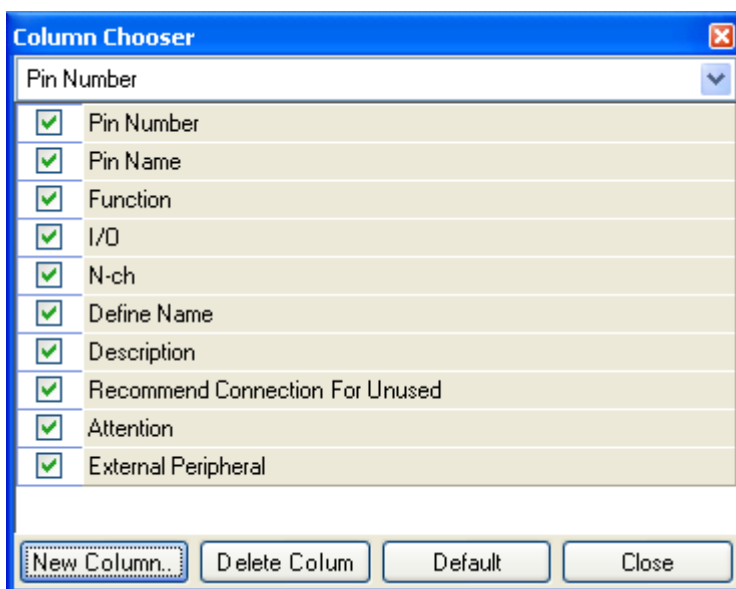 Column Chooser
Pin Number
Pin Number
Pin Name
Function
I/O
N-ch
Define Name
Description
Recommend Connection For Unused
Attention
External Peripheral
New Column.. Delete Colum Default Close